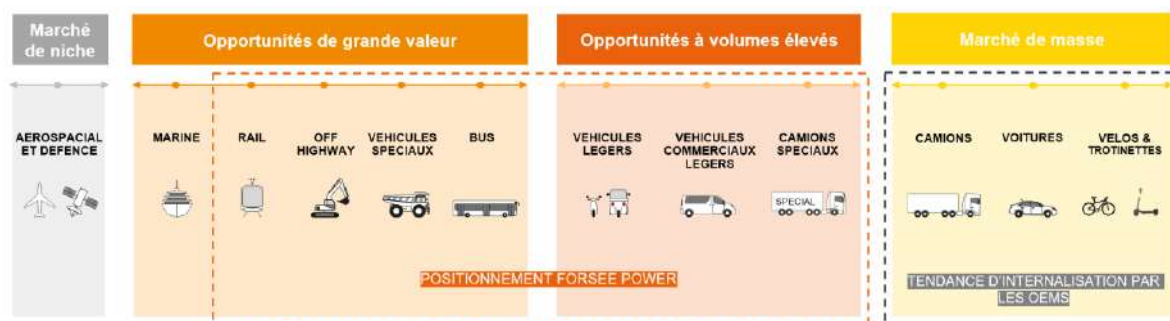 Marché
de niche
Opportunités de grande valeur
Opportunités à volumes élevés
Marché de masse
AEROSPACIAL
ET DEFENCE
MARINE
RAIL
OFF
HIGHWAY
VEHICULES
SPECIAUX
BUS
VEHICULES
LEGERS
VEHICULES
COMMERCIAUX
LEGERS
CAMIONS
SPECIAUX
CAMIONS
VOITURES
VELOS &
TROTINETTES
SPECIAL
POSITIONNEMENT FORSEE POWER
TENDANCE D'INTERNALISATION PAR
LES OEMS